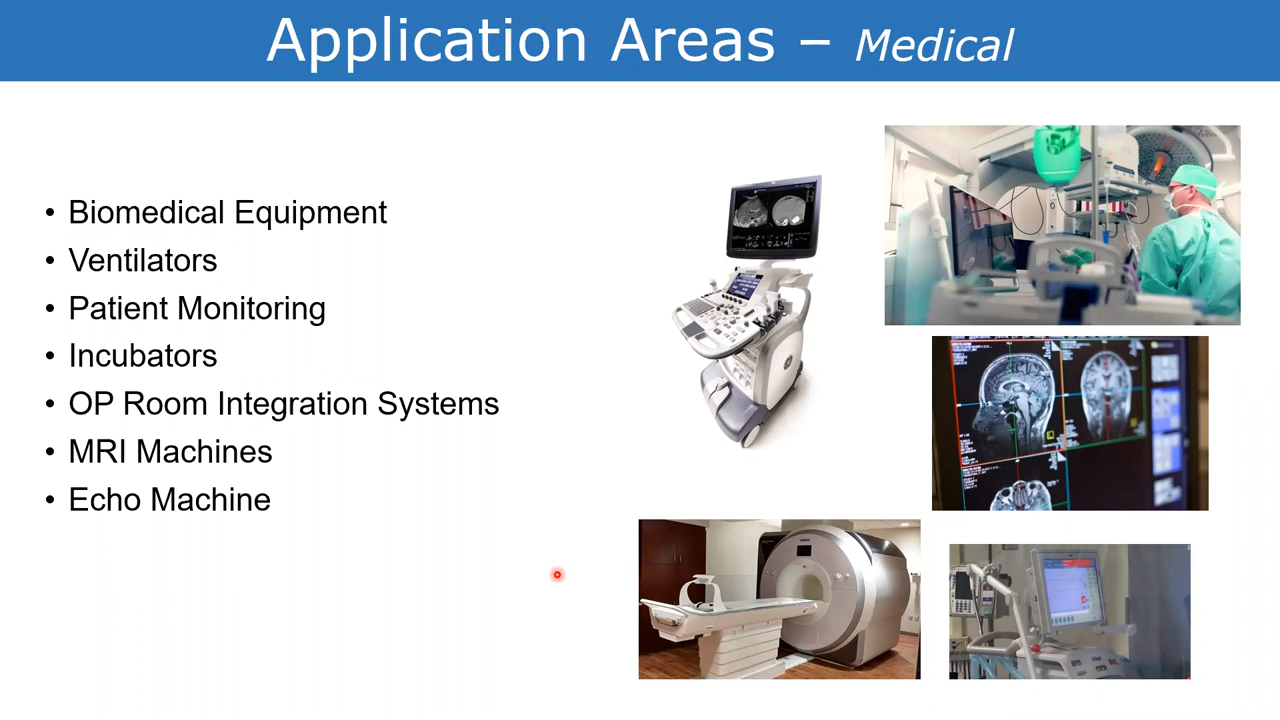 Application Areas – Medical
• Biomedical Equipment
• Ventilators
• Patient Monitoring
• Incubators
• OP Room Integration Systems
• MRI Machines
• Echo Machine